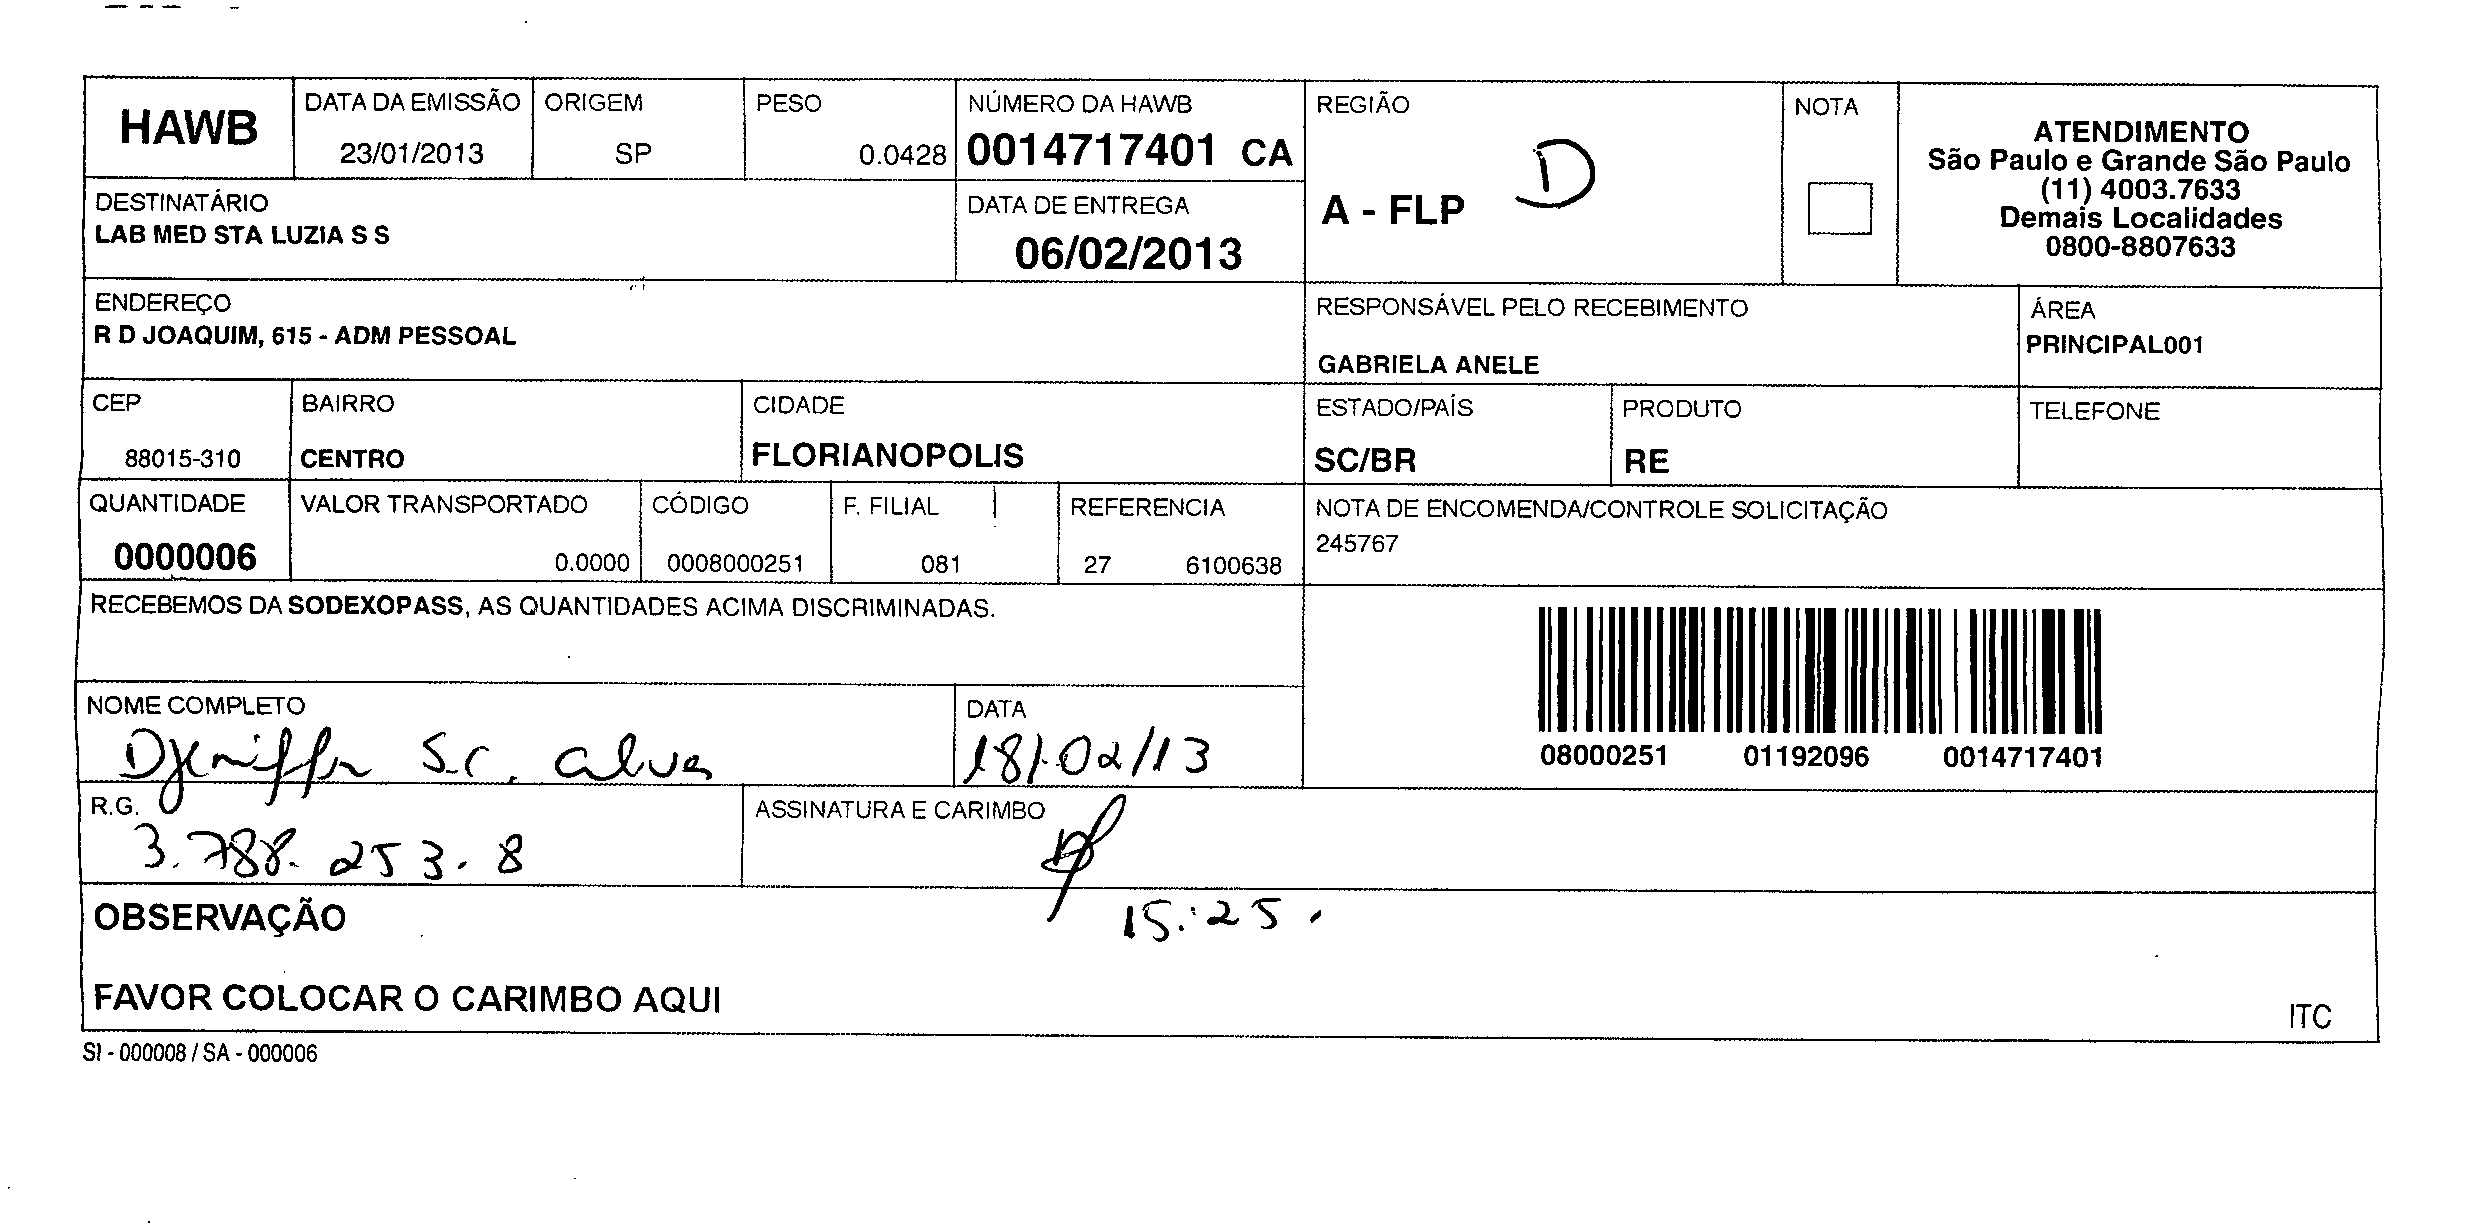 HAWB
DATA DA EMISSÃO
23/01/2013
ORIGEM
SP
PESO
0.0428
NÚMERO DA HAWB
0014717401 CA
REGIÃO
A - FLP
D
NOTA
ATENDIMENTO
São Paulo e Grande São Paulo
(11) 4003.7633
Demais Localidades
0800-8807633
DESTINATÁRIO
LAB MED STA LUZIA S S
DATA DE ENTREGA
06/02/2013
ENDEREÇO
R D JOAQUIM, 615 - ADM PESSOAL
RESPONSÁVEL PELO RECEBIMENTO
GABRIELA ANELE
ÁREA
PRINCIPAL001
CEP
88015-310
BAIRRO
CENTRO
CIDADE
FLORIANOPOLIS
ESTADO/PAÍS
SC/BR
PRODUTO
RE
TELEFONE
QUANTIDADE
0000006
VALOR TRANSPORTADO
0.0000
CÓDIGO
0008000251
F. FILIAL
081
REFERENCIA
27 6100638
NOTA DE ENCOMENDA/CONTROLE SOLICITAÇÃO
245767
RECEBEMOS DA SODEXOPASS, AS QUANTIDADES ACIMA DISCRIMINADAS.
08000251 01192096 0014717401
NOME COMPLETO
S.C.
DATA
18/02/13
R.G.
3.788.253.8
ASSINATURA E CARIMBO
15:25.
OBSERVAÇÃO
FAVOR COLOCAR O CARIMBO AQUI
ITC
SI - 000008 / SA - 000006